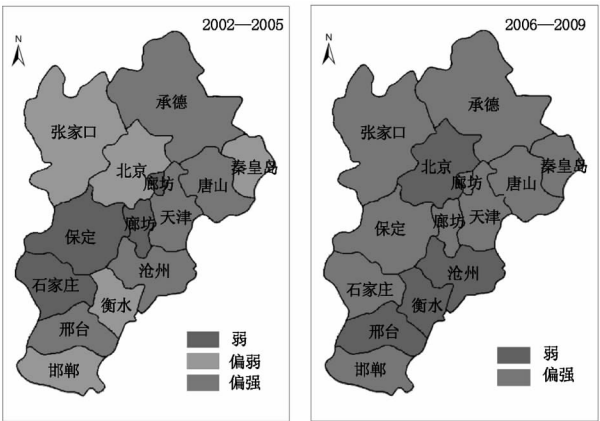 2002—2005
N
承德
张家口
北京
秦皇岛
廊坊
唐山
天津
廊坊
保定
沧州
石家庄
衡水
邢台
邯郸
弱
偏弱
偏强
2006—2009
N
承德
张家口
北京
秦皇岛
廊坊
唐山
天津
廊坊
保定
沧州
石家庄
衡水
邢台
邯郸
弱
偏强